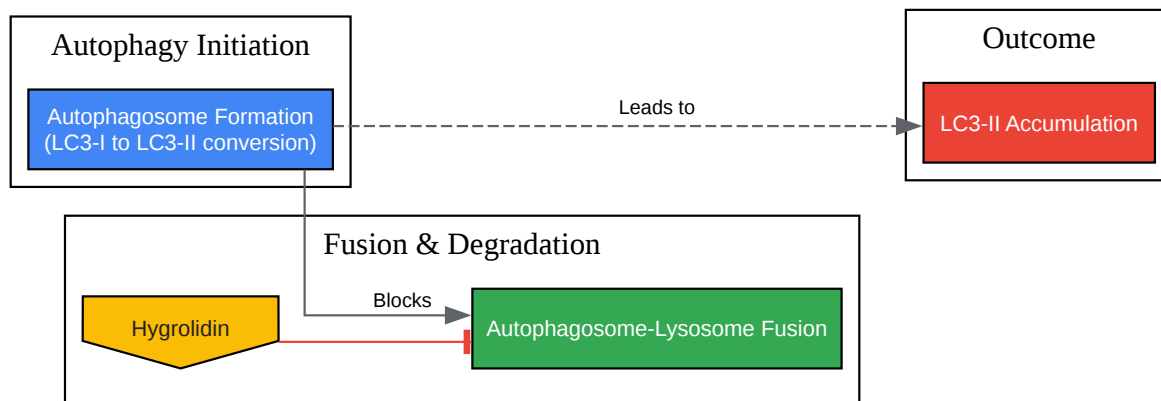 Autophagy Initiation
Autophagosome Formation
(LC3-I to LC3-II conversion)
Leads to
Outcome
LC3-II Accumulation
Fusion & Degradation
Hygrolidin
Blocks
Autophagosome-Lysosome Fusion